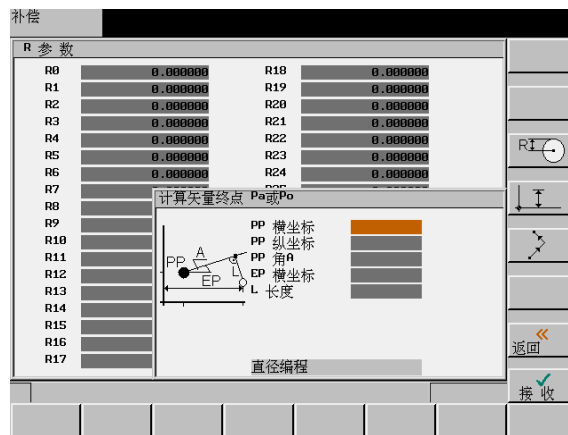 补偿
R 参 数
R0 0.000000 R18 0.000000
R1 0.000000 R19 0.000000
R2 0.000000 R20 0.000000
R3 0.000000 R21 0.000000
R4 0.000000 R22 0.000000
R5 0.000000 R23 0.000000
R6 0.000000 R24 0.000000
R7
R8
R9
R10
R11
R12
R13
R14
R15
R16
R17
计算矢量终点 Pa或Po
PP 横坐标
PP 纵坐标
PP 角A
EP 横坐标
L 长度
PP A EP L
直径编程
R
返回
接 收